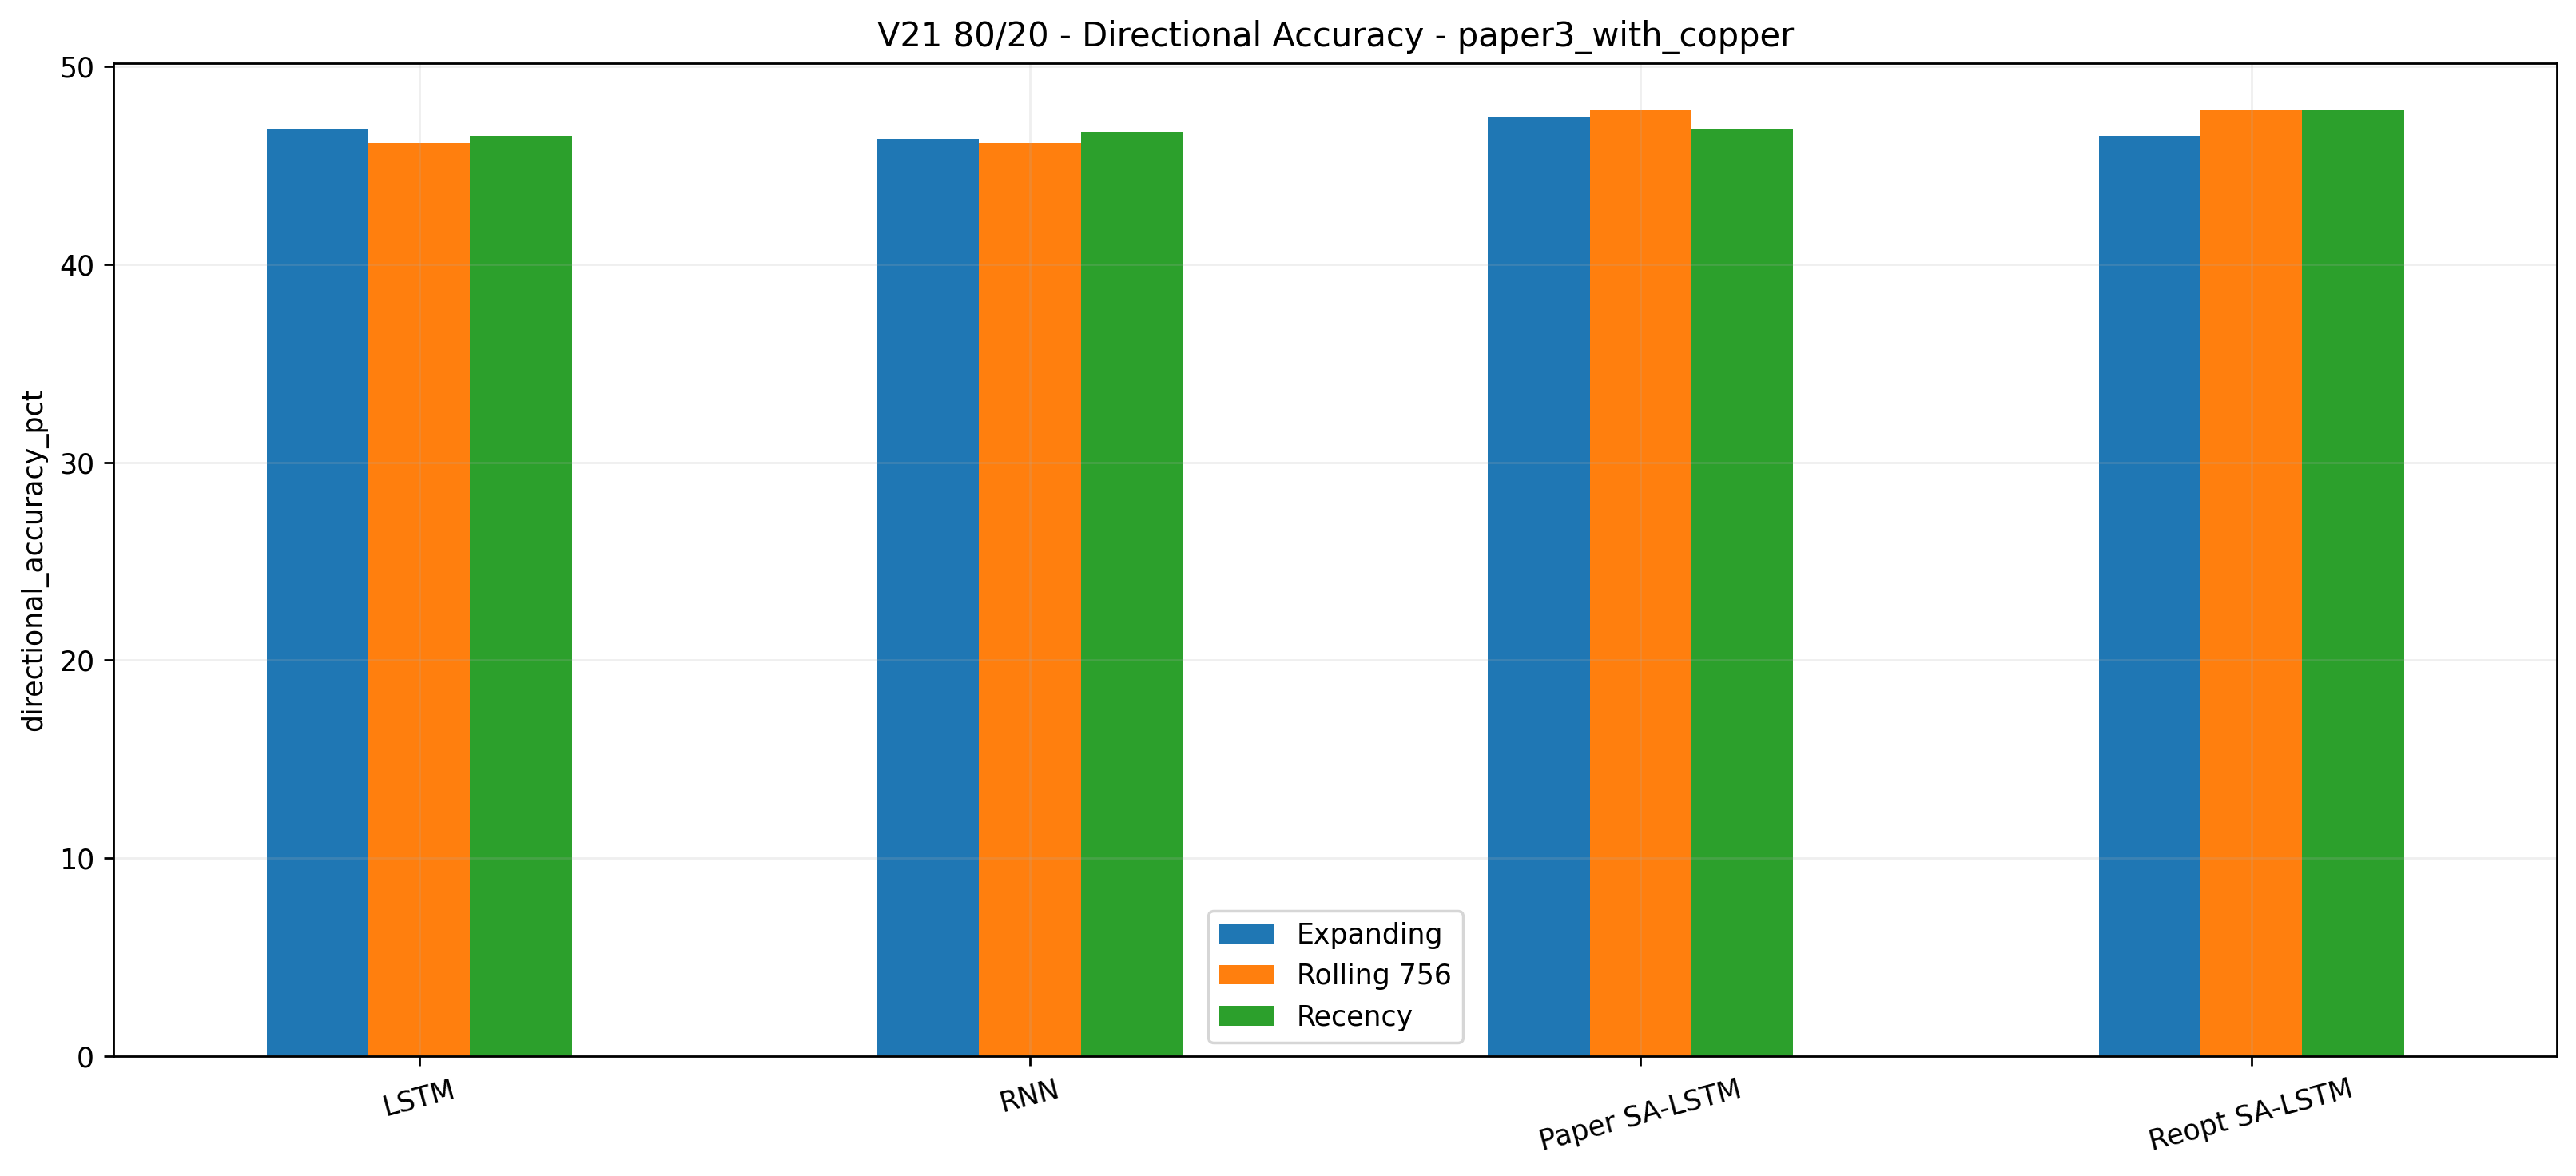 V21 80/20 - Directional Accuracy - paper3_with_copper
directional_accuracy_pct
50
40
30
20
10
0
LSTM
RNN
Paper SA-LSTM
Reopt SA-LSTM
Expanding
Rolling 756
Recency